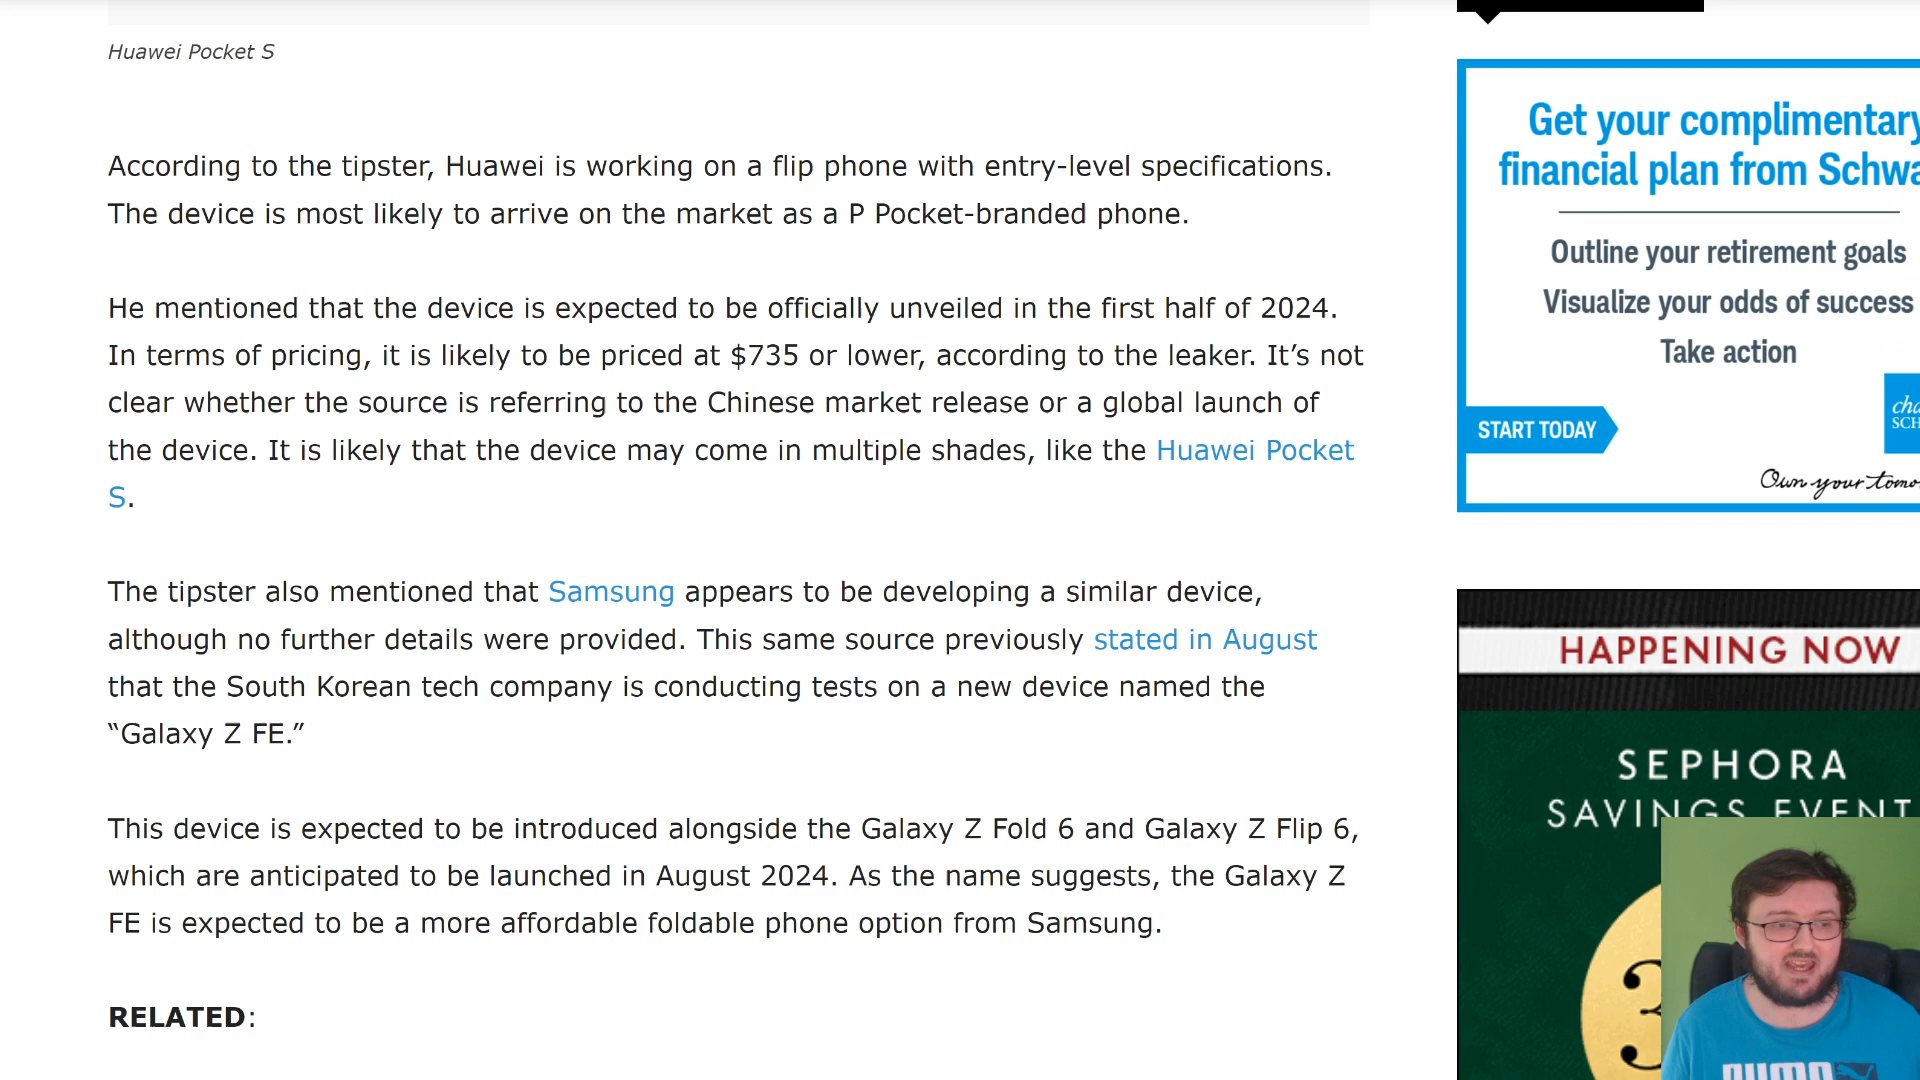 Huawei Pocket S
According to the tipster, Huawei is working on a flip phone with entry-level specifications.
The device is most likely to arrive on the market as a P Pocket-branded phone.
He mentioned that the device is expected to be officially unveiled in the first half of 2024.
In terms of pricing, it is likely to be priced at $735 or lower, according to the leaker. It’s not
clear whether the source is referring to the Chinese market release or a global launch of
the device. It is likely that the device may come in multiple shades, like the Huawei Pocket
S.
The tipster also mentioned that Samsung appears to be developing a similar device,
although no further details were provided. This same source previously stated in August
that the South Korean tech company is conducting tests on a new device named the
“Galaxy Z FE.”
This device is expected to be introduced alongside the Galaxy Z Fold 6 and Galaxy Z Flip 6,
which are anticipated to be launched in August 2024. As the name suggests, the Galaxy Z
FE is expected to be a more affordable foldable phone option from Samsung.
RELATED:
Get your complimentary
financial plan from Schwa
Outline your retirement goals
Visualize your odds of success
Take action
START TODAY
cha
SCH
Own your tomo
HAPPENING NOW
SEPHORA
SAVINGS EVENT
3
PUMA